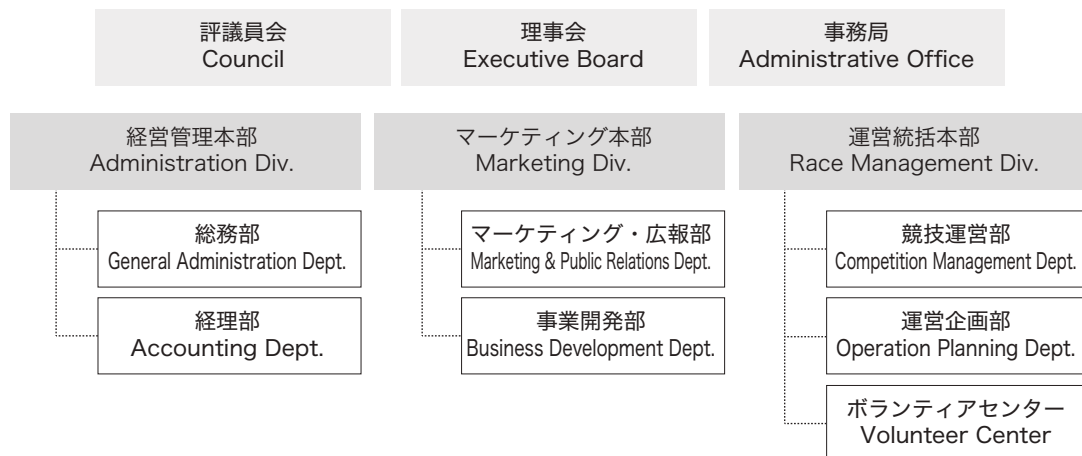 評議員会
Council
理事会
Executive Board
事務局
Administrative Office
経営管理本部
Administration Div.
マーケティング本部
Marketing Div.
運営統括本部
Race Management Div.
総務部
General Administration Dept.
マーケティング・広報部
Marketing & Public Relations Dept.
競技運営部
Competition Management Dept.
経理部
Accounting Dept.
事業開発部
Business Development Dept.
運営企画部
Operation Planning Dept.
ボランティアセンター
Volunteer Center